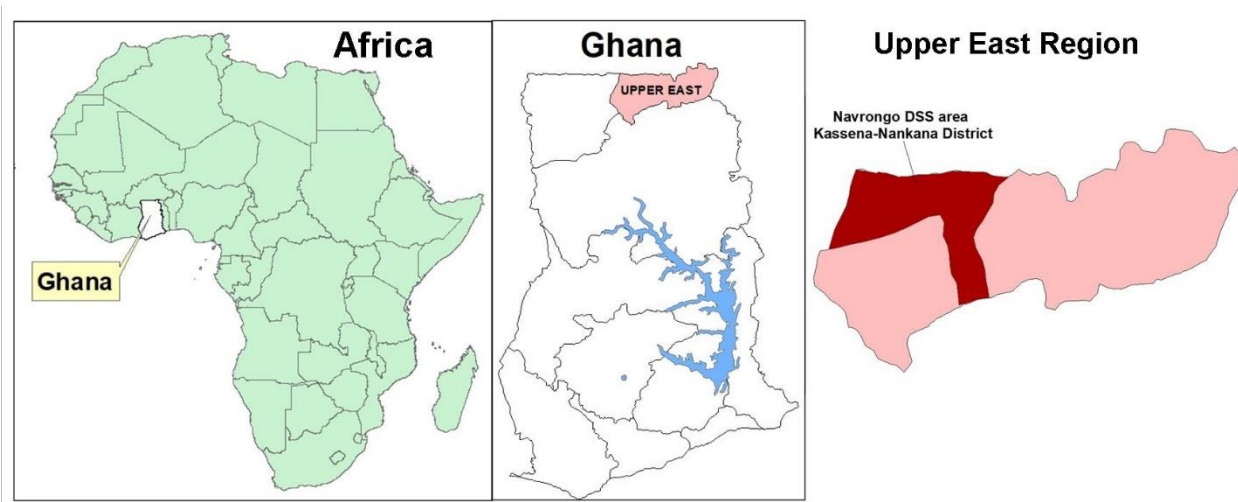 Africa
Ghana
Ghana
UPPER EAST
Upper East Region
Navrongo DSS area
Kassena-Nankana District